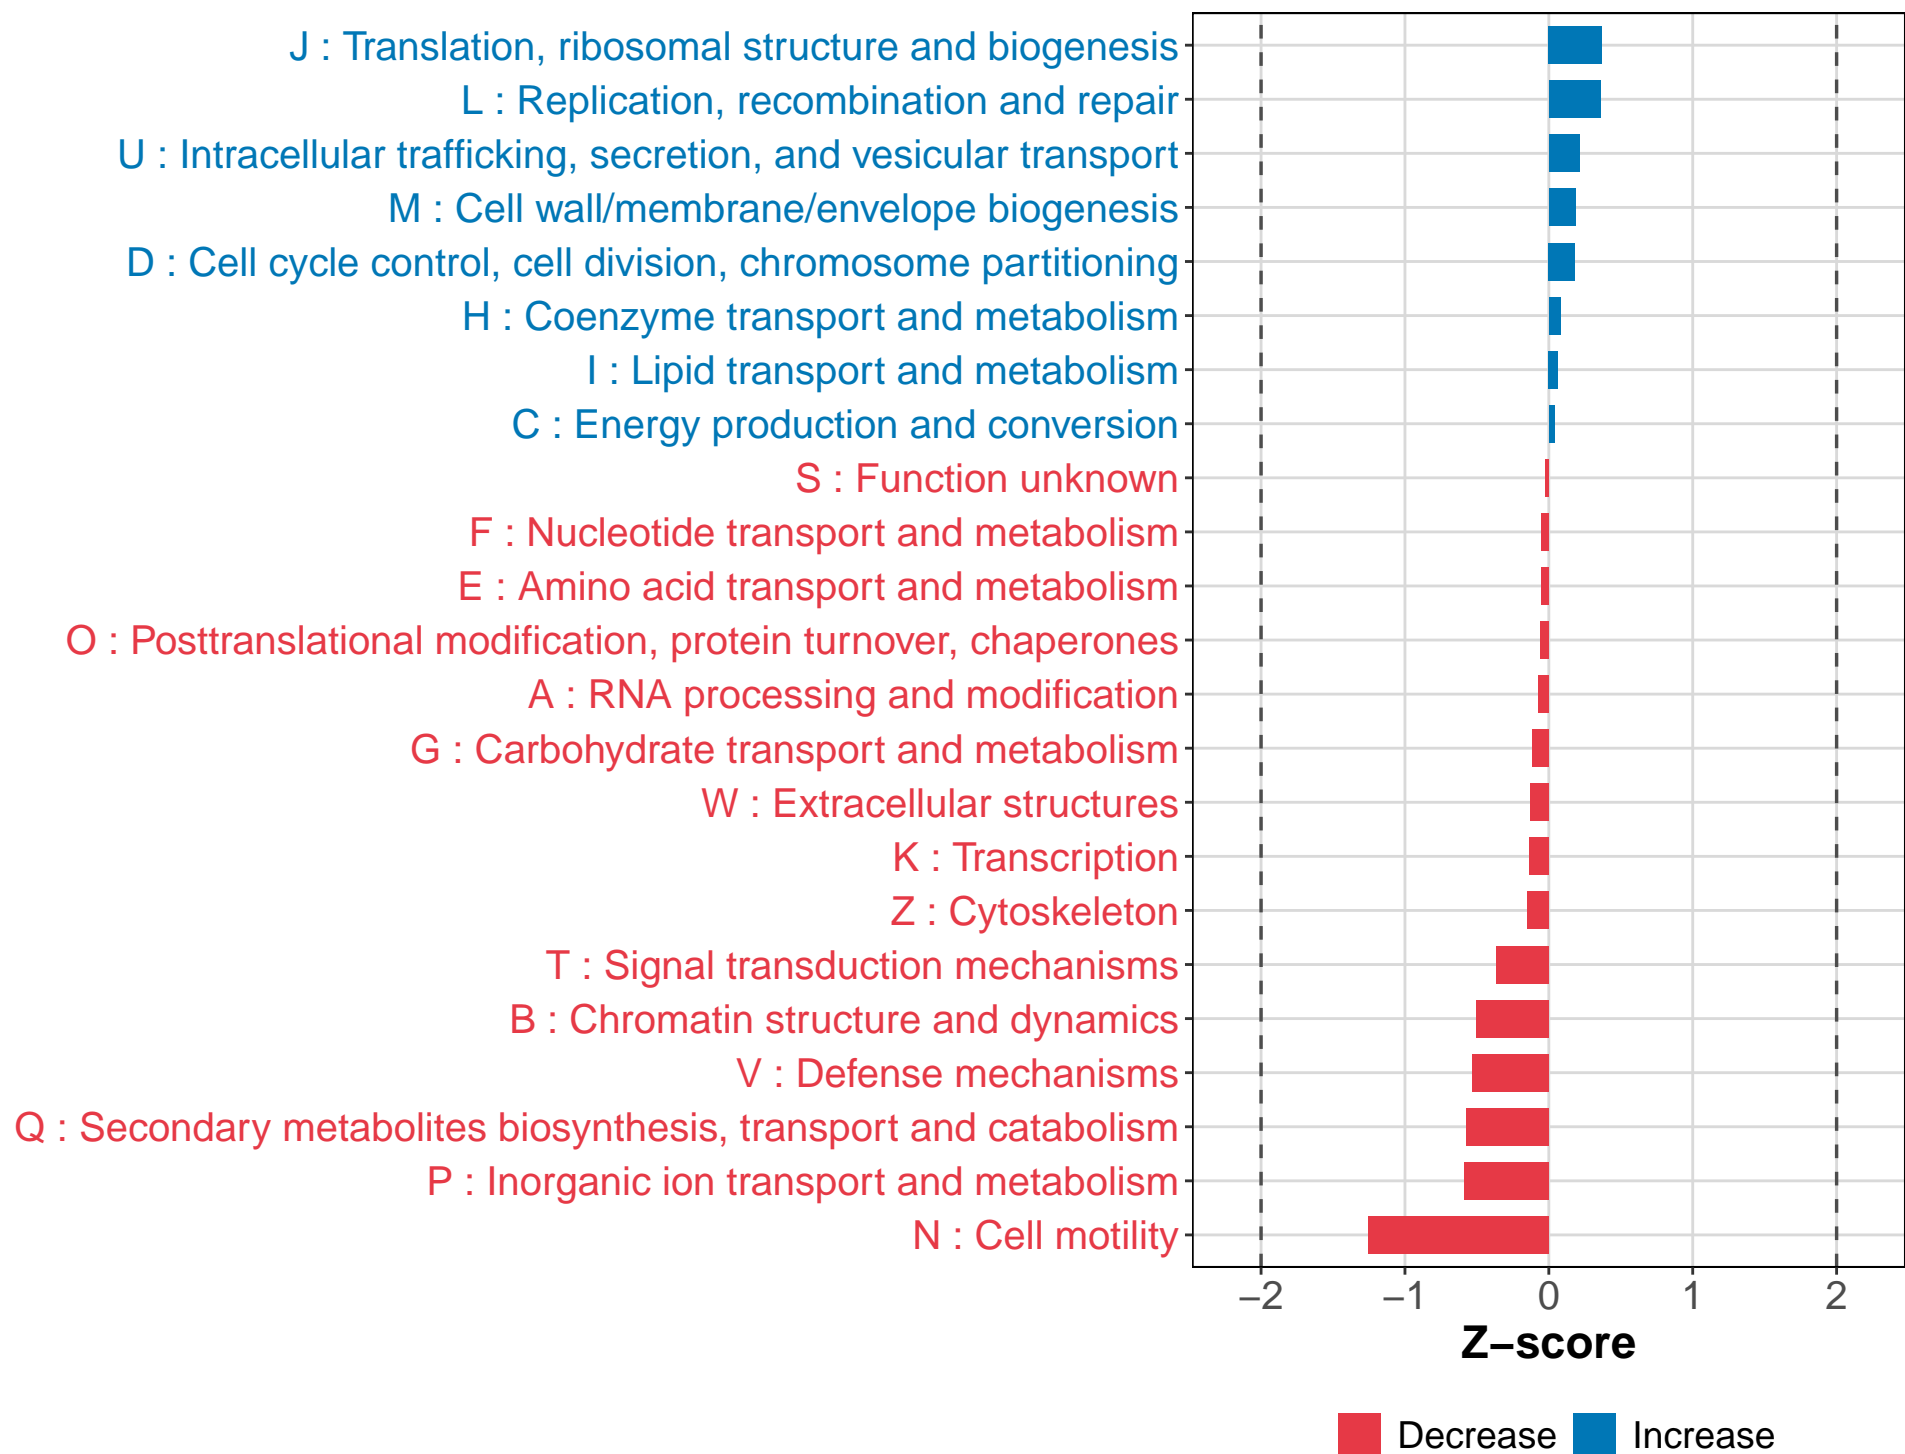 J : Translation, ribosomal structure and biogenesis
L : Replication, recombination and repair
U : Intracellular trafficking, secretion, and vesicular transport
M : Cell wall/membrane/envelope biogenesis
D : Cell cycle control, cell division, chromosome partitioning
H : Coenzyme transport and metabolism
I : Lipid transport and metabolism
C : Energy production and conversion
S : Function unknown
F : Nucleotide transport and metabolism
E : Amino acid transport and metabolism
O : Posttranslational modification, protein turnover, chaperones
A : RNA processing and modification
G : Carbohydrate transport and metabolism
W : Extracellular structures
K : Transcription
Z : Cytoskeleton
T : Signal transduction mechanisms
B : Chromatin structure and dynamics
V : Defense mechanisms
Q : Secondary metabolites biosynthesis, transport and catabolism
P : Inorganic ion transport and metabolism
N : Cell motility
−2 −1 0 1 2
Z−score
Decrease Increase